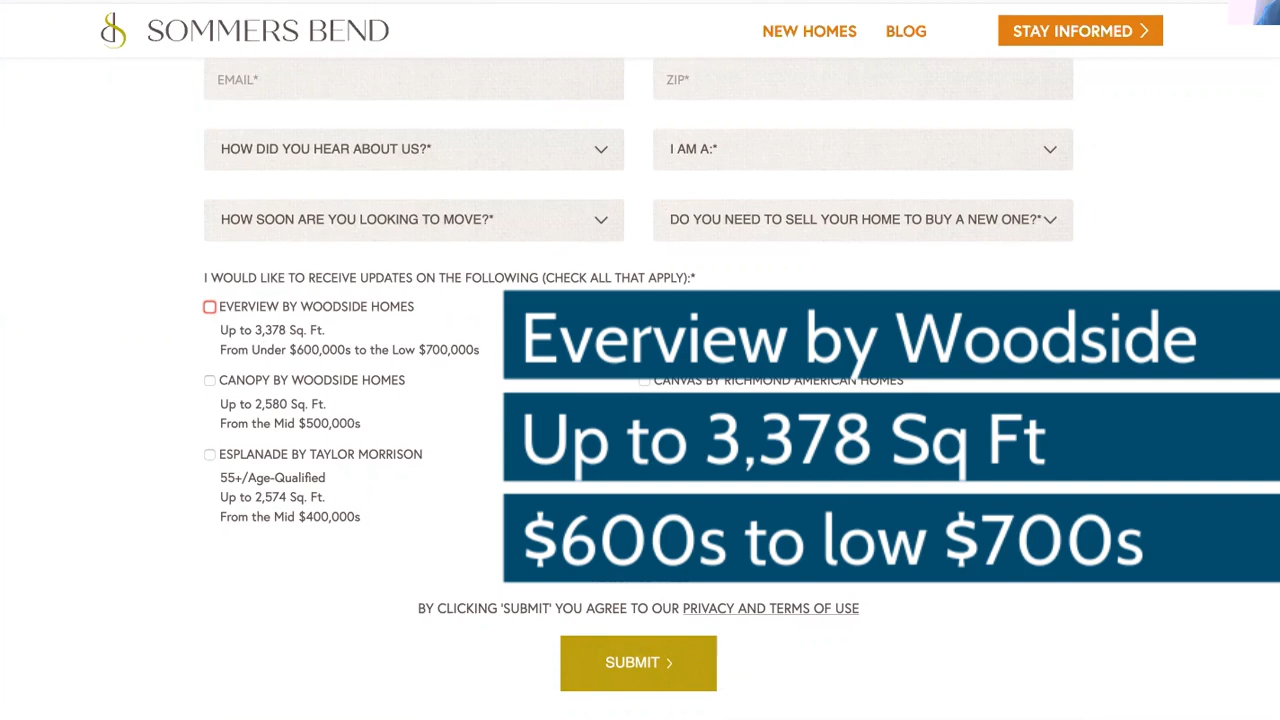 SOMMERS BEND
NEW HOMES
BLOG
STAY INFORMED
EMAIL*
ZIP*
HOW DID YOU HEAR ABOUT US?*
I AM A:*
HOW SOON ARE YOU LOOKING TO MOVE?*
DO YOU NEED TO SELL YOUR HOME TO BUY A NEW ONE?*
I WOULD LIKE TO RECEIVE UPDATES ON THE FOLLOWING (CHECK ALL THAT APPLY):*
EVERVIEW BY WOODSIDE HOMES
Up to 3,378 Sq. Ft.
From Under $600,000s to the Low $700,000s
CANOPY BY WOODSIDE HOMES
Up to 2,580 Sq. Ft.
From the Mid $500,000s
ESPLANADE BY TAYLOR MORRISON
55+/Age-Qualified
Up to 2,574 Sq. Ft.
From the Mid $400,000s
Everview by Woodside
CANVAS BY RICHMOND AMERICAN HOMES
Up to 3,378 Sq Ft
$600s to low $700s
BY CLICKING 'SUBMIT' YOU AGREE TO OUR PRIVACY AND TERMS OF USE
SUBMIT